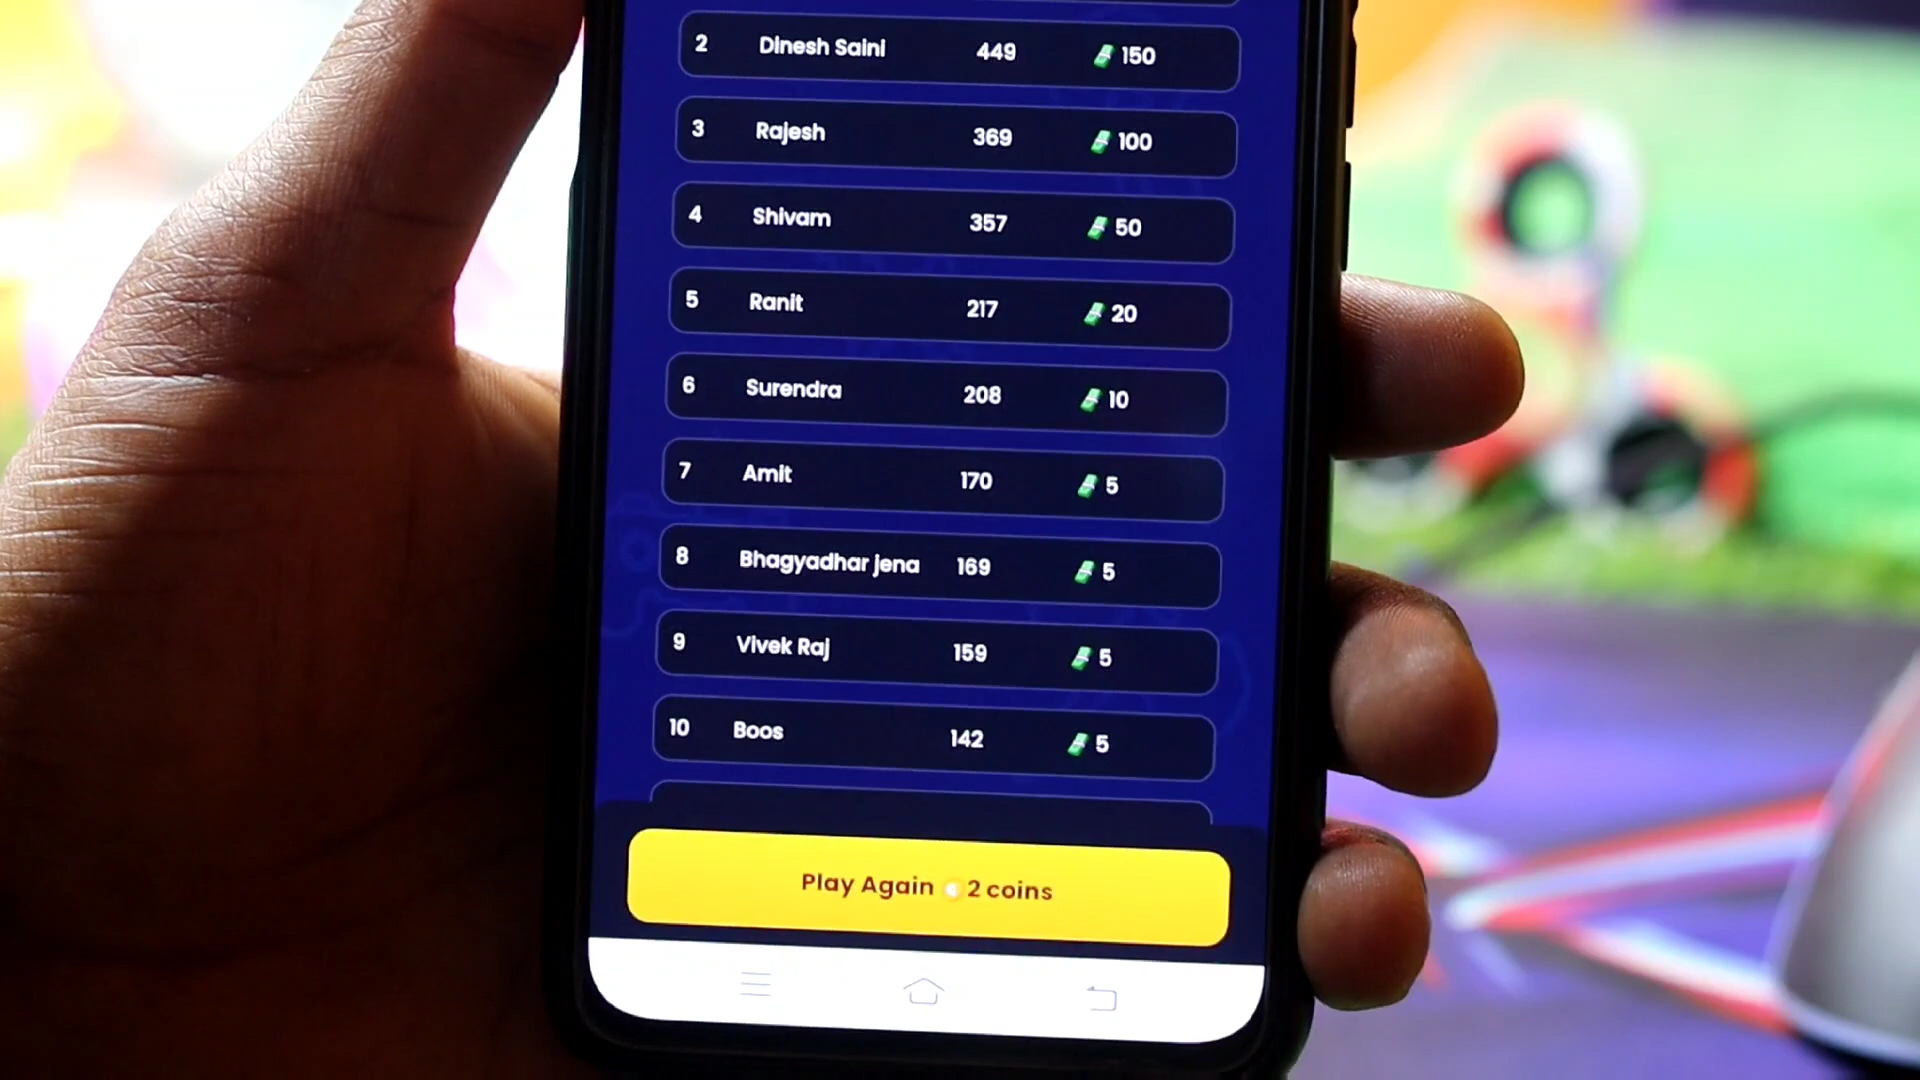 2 Dinesh Saini 449 150
3 Rajesh 369 100
4 Shivam 357 50
5 Ranit 217 20
6 Surendra 208 10
7 Amit 170 5
8 Bhagyadhar jena 169 5
9 Vivek Raj 159 5
10 Boos 142 5
Play Again 2 coins